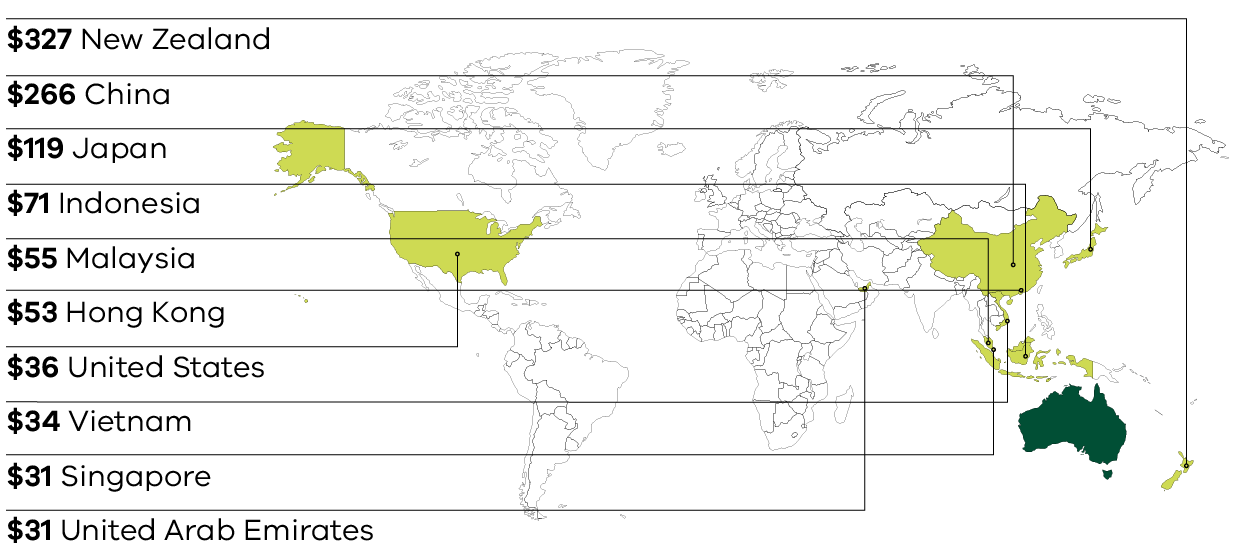 $327 New Zealand
$266 China
$119 Japan
$71 Indonesia
$55 Malaysia
$53 Hong Kong
$36 United States
$34 Vietnam
$31 Singapore
$31 United Arab Emirates